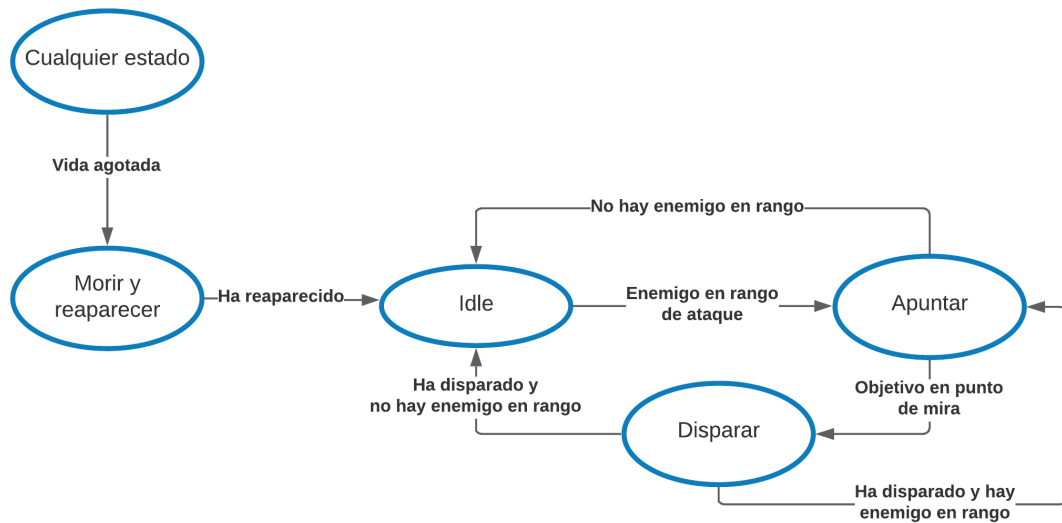 Cualquier estado
Vida agotada
No hay enemigo en rango
Morir y
reaparecer
Ha reaparecido
Idle
Enemigo en rango
de ataque
Apuntar
Ha disparado y
no hay enemigo en rango
Objetivo en punto
de mira
Disparar
Ha disparado y hay
enemigo en rango